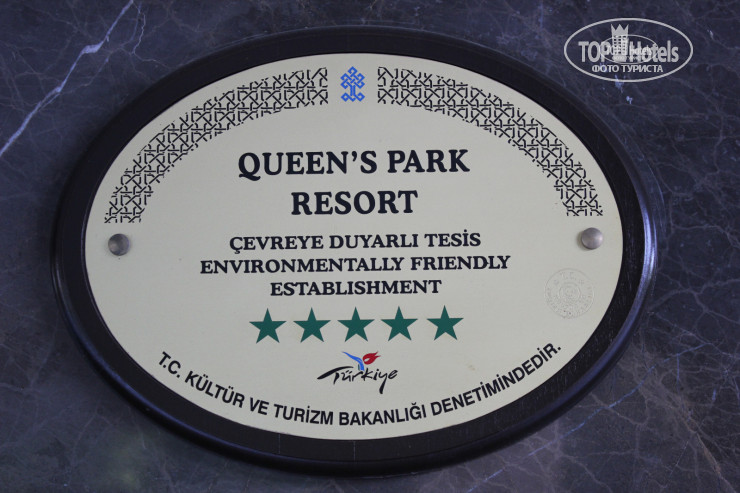 TOP Hotels
ФОТО ТУРИСТА
QUEEN'S PARK
RESORT
ÇEVREYE DUYARLI TESİS
ENVIRONMENTALLY FRIENDLY
ESTABLISHMENT
Türkiye
T.C. KÜLTÜR VE TURİZM BAKANLIĞI DENETİMİNDEDİR.